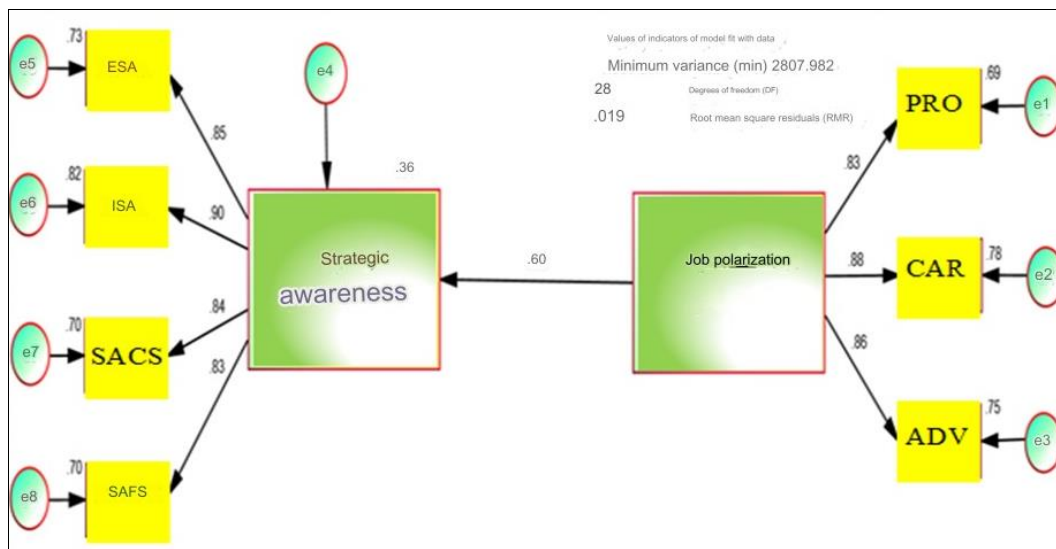 Values of indicators of model fit with data
Minimum variance (min) 2807.982
28 Degrees of freedom (DF)
.019 Root mean square residuals (RMR)
e5
.73
ESA
.85
e4
e6
.82
ISA
.90
.36
Strategic
awareness
e7
.70
SACS
.84
e8
.70
SAFS
.83
.60
Job polarization
.83
PRO
.69
e1
.88
CAR
.78
e2
.86
ADV
.75
e3